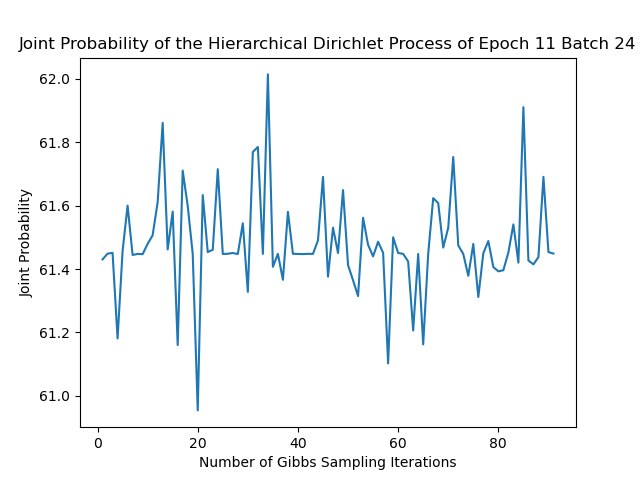 Joint Probability of the Hierarchical Dirichlet Process of Epoch 11 Batch 24
62.0
61.8
61.6
61.4
61.2
61.0
Joint Probability
0 20 40 60 80
Number of Gibbs Sampling Iterations